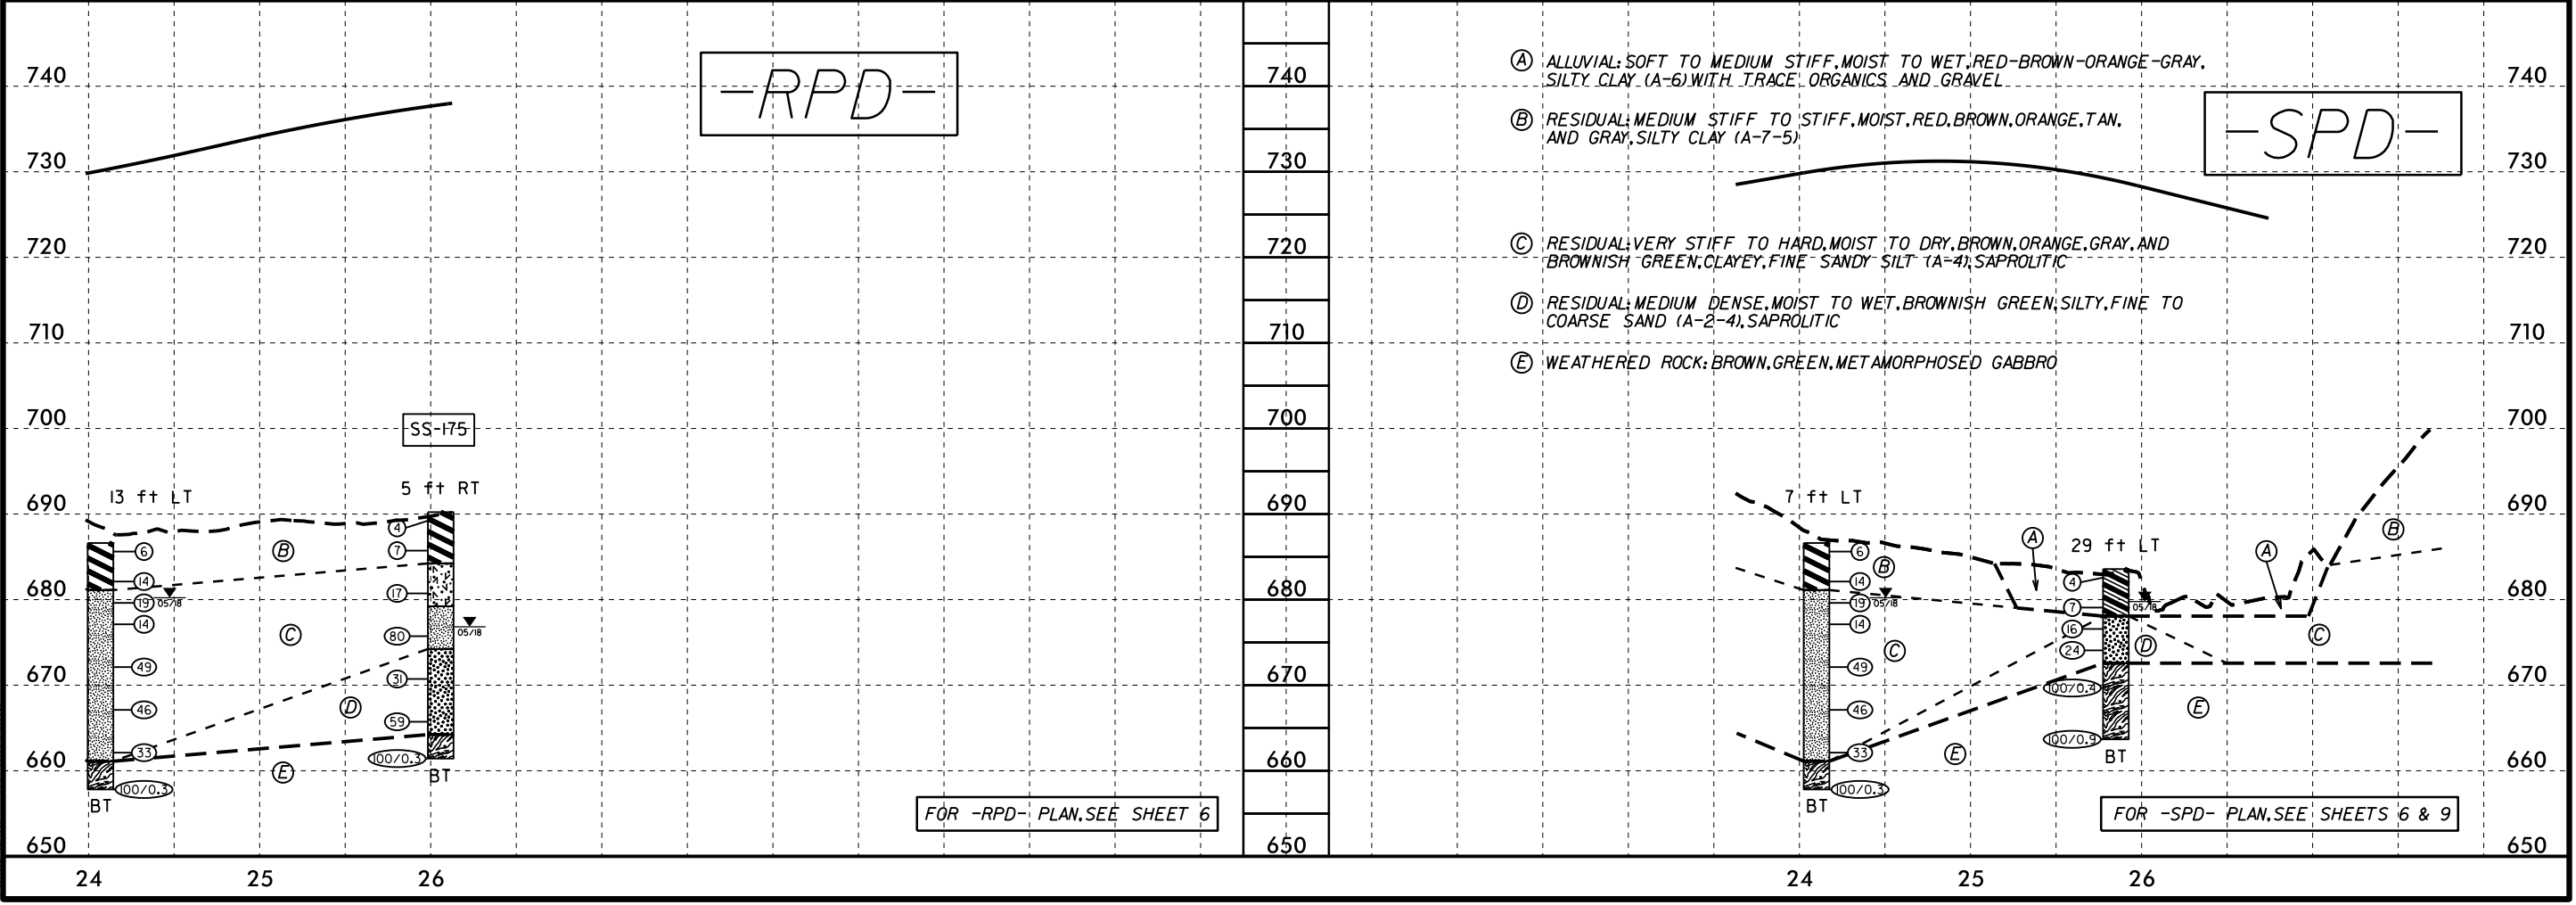 -RPD-
740
730
720
710
700
690
680
670
660
650
SS-175
13 ft LT
5 ft RT
6
14
19
05/18
14
49
46
33
100/0.3
BT
B
C
D
E
4
7
17
80
31
59
100/0.3
BT
05/18
FOR -RPD- PLAN, SEE SHEET 6
24 25 26
740
730
720
710
700
690
680
670
660
650
A ALLUVIAL: SOFT TO MEDIUM STIFF, MOIST TO WET, RED-BROWN-ORANGE-GRAY,
SILTY CLAY (A-6) WITH TRACE ORGANICS AND GRAVEL
B RESIDUAL: MEDIUM STIFF TO STIFF, MOIST, RED, BROWN, ORANGE, TAN,
AND GRAY, SILTY CLAY (A-7-5)
-SPD-
C RESIDUAL: VERY STIFF TO HARD, MOIST TO DRY, BROWN, ORANGE, GRAY, AND
BROWNISH GREEN, CLAYEY, FINE SANDY SILT (A-4), SAPROLITIC
D RESIDUAL: MEDIUM DENSE, MOIST TO WET, BROWNISH GREEN, SILTY, FINE TO
COARSE SAND (A-2-4), SAPROLITIC
E WEATHERED ROCK: BROWN, GREEN, METAMORPHOSED GABBRO
7 ft LT
29 ft LT
6
14
19
05/18
14
49
46
33
100/0.3
BT
B
C
E
A
4
7
16
24
100/0.4
100/0.9
BT
05/18
D
E
A
C
B
FOR -SPD- PLAN, SEE SHEETS 6 & 9
24 25 26
740
730
720
710
700
690
680
670
660
650